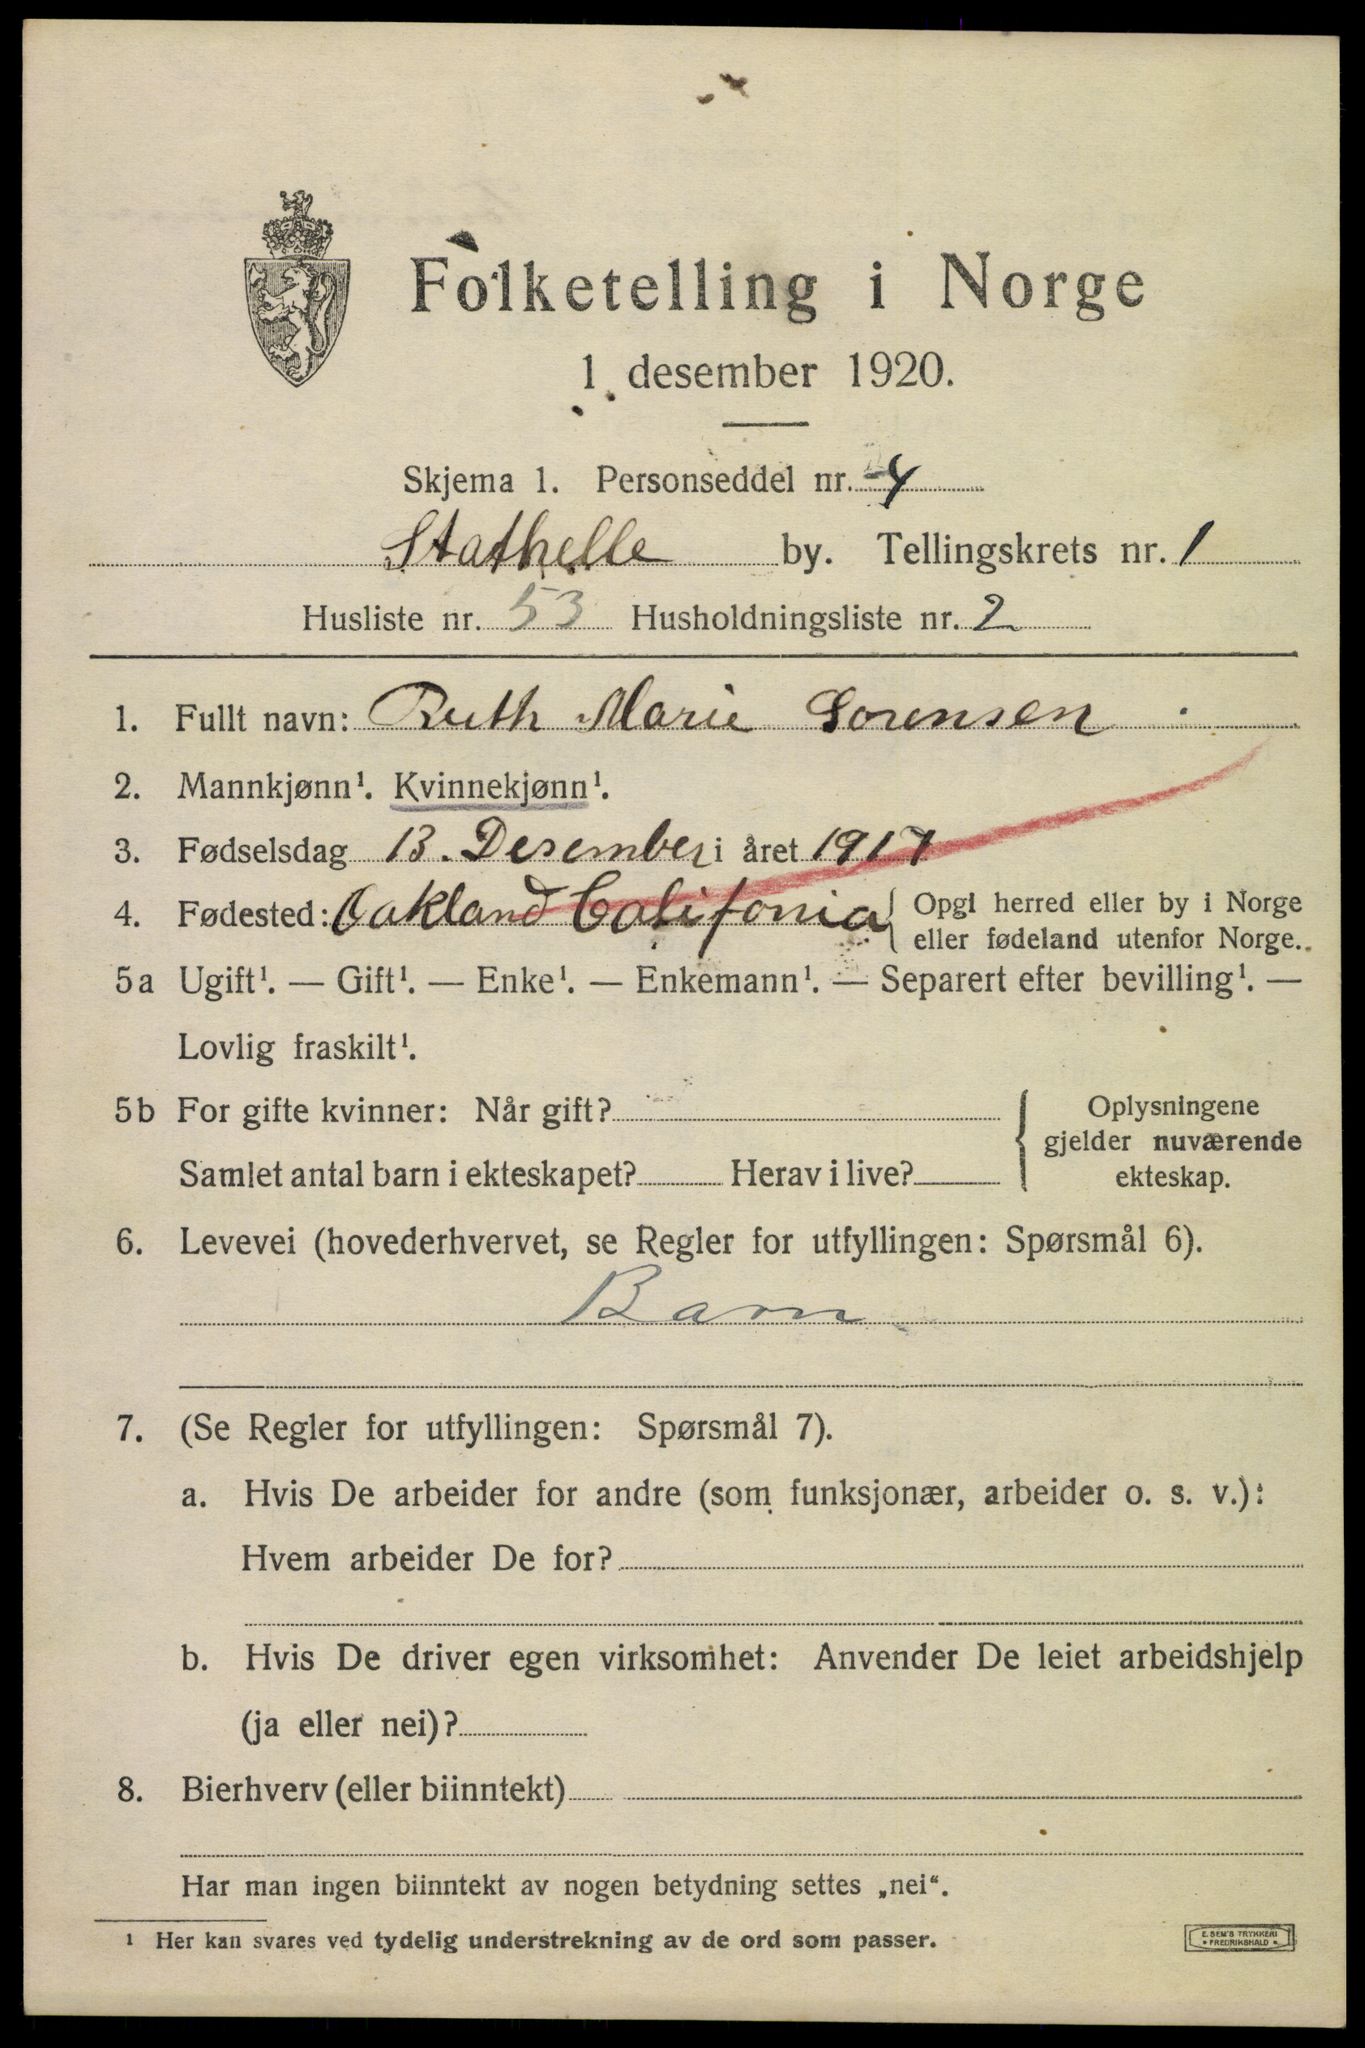 Folketelling i Norge
1. desember 1920.
Skjema 1. Personseddel nr. 4
Stathelle by. Tellingskrets nr. 1
Husliste nr. 53 Husholdningsliste nr. 2
1. Fullt navn: Ruth Marie Sorensen
2. Mannkjønn¹. Kvinnekjønn¹.
3. Fødselsdag 13. Desember i året 1917
4. Fødested: Oakland Califonia { Opgi herred eller by i Norge
eller fødeland utenfor Norge.
5a Ugift¹. — Gift¹. — Enke¹. — Enkemann¹. — Separert efter bevilling¹. —
Lovlig fraskilt¹.
5b For gifte kvinner: Når gift?
Samlet antal barn i ekteskapet? Herav i live?
{ Oplysningene
gjelder nuværende
ekteskap.
6. Levevei (hovederhvervet, se Regler for utfyllingen: Spørsmål 6).
Barn
7. (Se Regler for utfyllingen: Spørsmål 7).
a. Hvis De arbeider for andre (som funksjonær, arbeider o. s. v.):
Hvem arbeider De for?
b. Hvis De driver egen virksomhet: Anvender De leiet arbeidshjelp
(ja eller nei)?
8. Bierhverv (eller biinntekt)
Har man ingen biinntekt av nogen betydning settes „nei“.
¹ Her kan svares ved tydelig understrekning av de ord som passer.
E. SEM'S TRYKKERI
• FREDRIKSHALD •